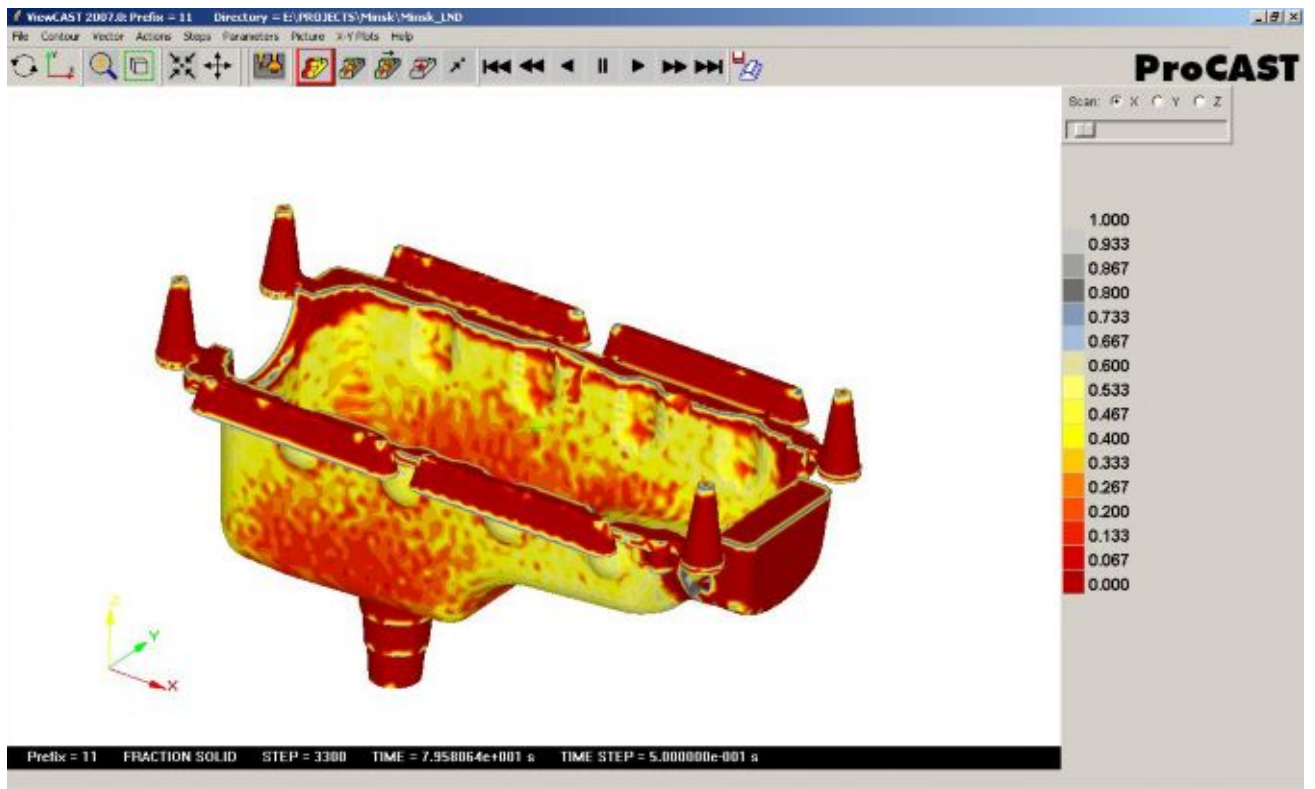 ViewCAST 2007.0: Prefix = 11 Directory = E:\PROJECTS\Minsk\Minsk_LND
File Contour Vector Actions Steps Parameters Picture X-Y Plots Help
ProCAST
Scan: X Y Z
1.000
0.933
0.867
0.800
0.733
0.667
0.600
0.533
0.467
0.400
0.333
0.267
0.200
0.133
0.067
0.000
Z
Y
X
Prefix = 11 FRACTION SOLID STEP = 3300 TIME = 7.958064e+001 s TIME STEP = 5.000000e-001 s